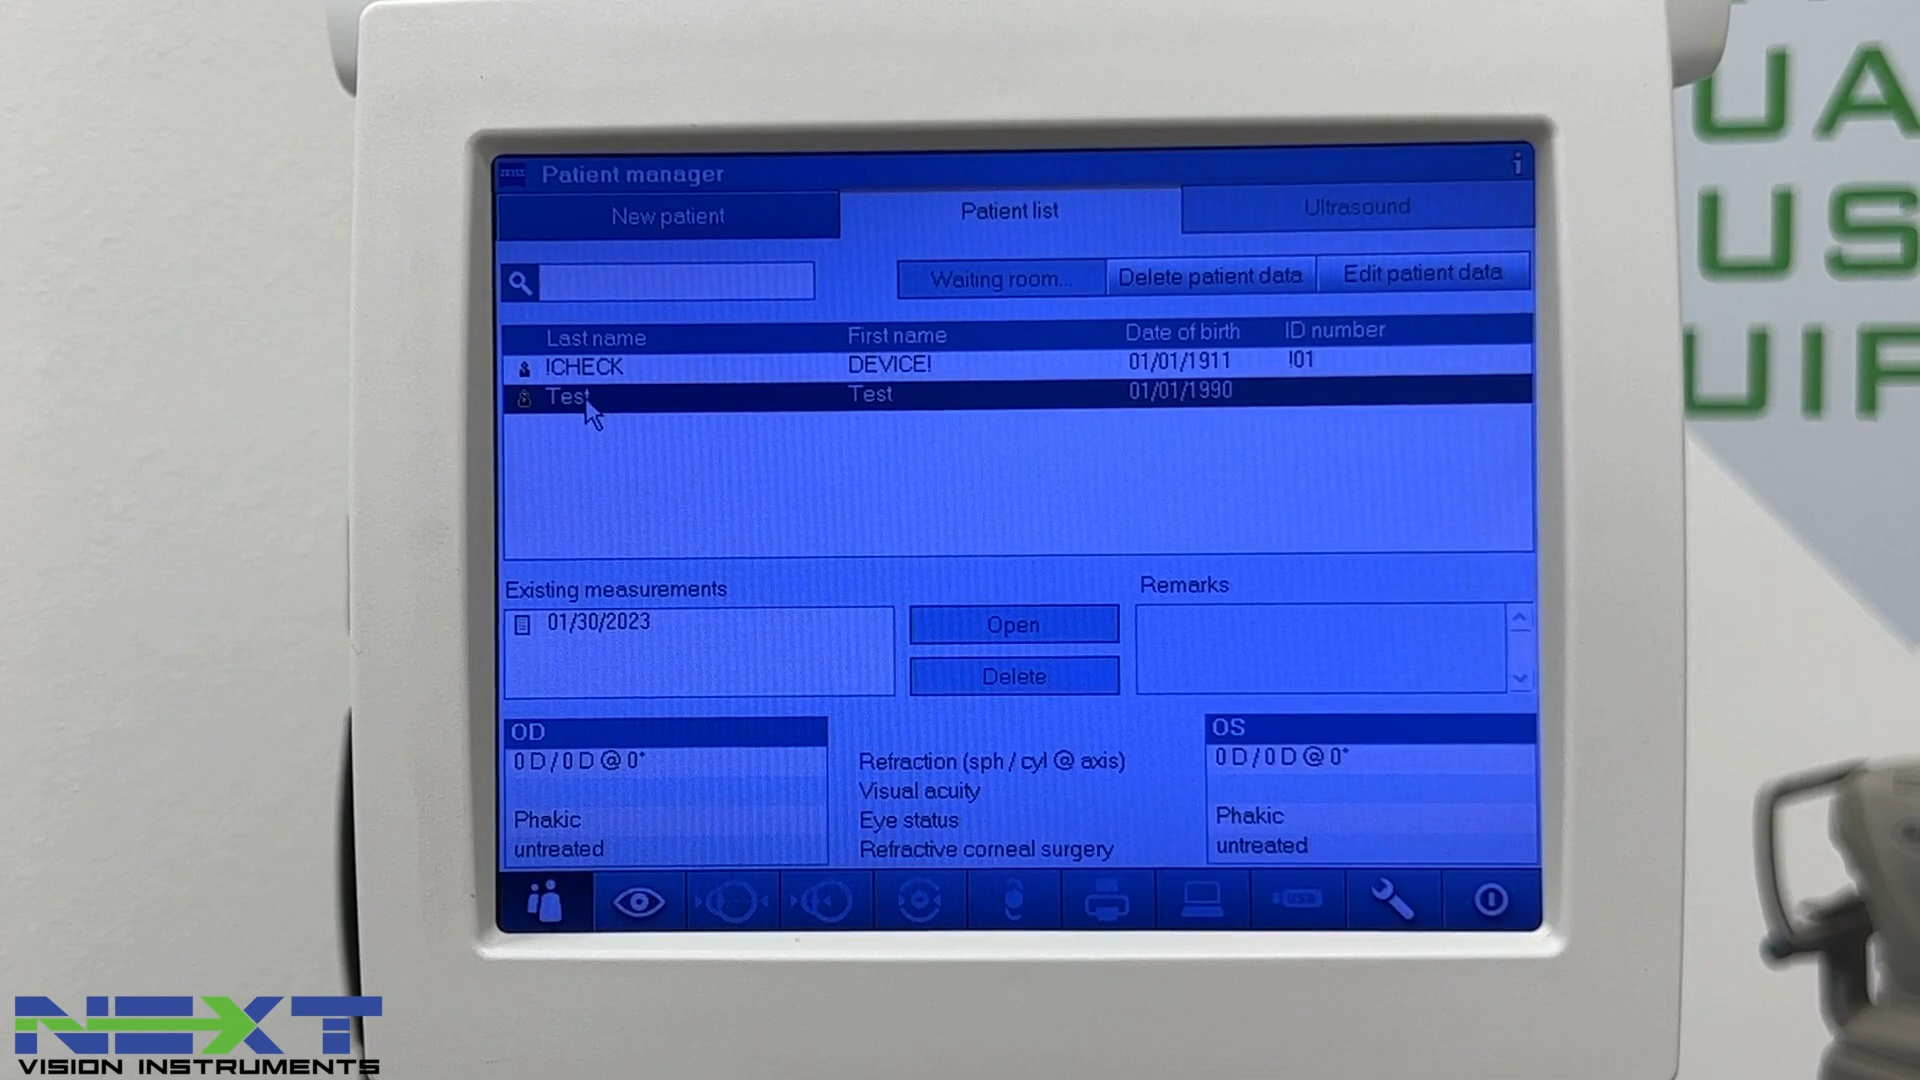 ZEISS Patient manager i
New patient Patient list Ultrasound
Waiting room... Delete patient data Edit patient data
Last name First name Date of birth ID number
!CHECK DEVICE! 01/01/1911 !01
Test Test 01/01/1990
Existing measurements Remarks
01/30/2023 Open
Delete
OD OS
0 D / 0 D @ 0° Refraction (sph / cyl @ axis) 0 D / 0 D @ 0°
Visual acuity
Phakic Eye status Phakic
untreated Refractive corneal surgery untreated
USB
UA
US
UIP
NEXT
VISION INSTRUMENTS